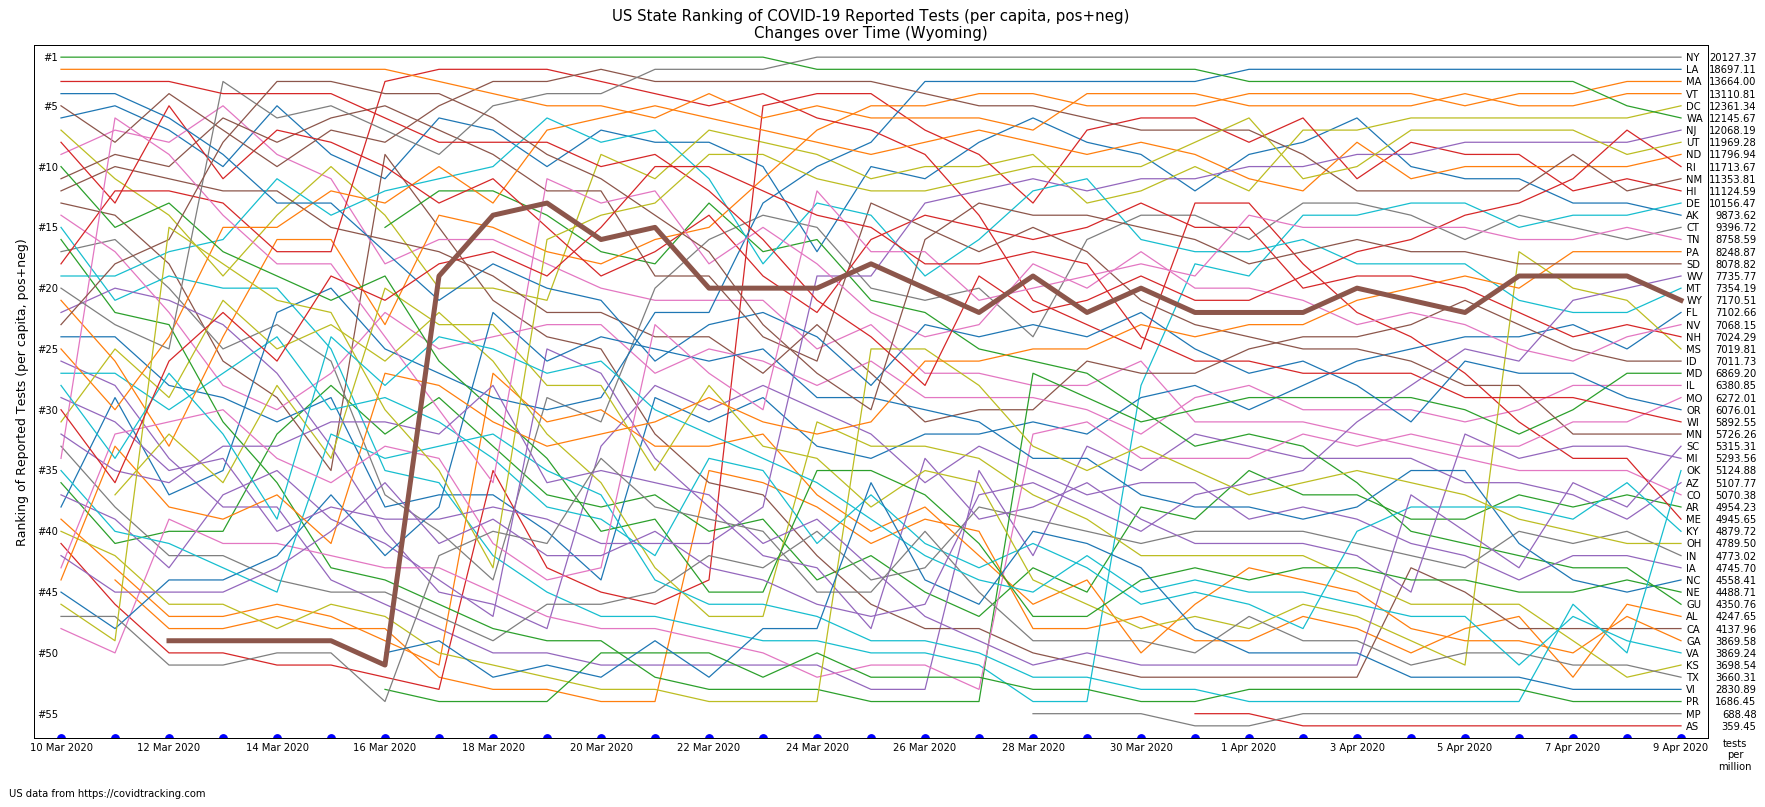 US State Ranking of COVID-19 Reported Tests (per capita, pos+neg)
Changes over Time (Wyoming)
Ranking of Reported Tests (per capita, pos+neg)
#1
#5
#10
#15
#20
#25
#30
#35
#40
#45
#50
#55
NY 20127.37
LA 18697.11
MA 13664.00
VT 13110.81
DC 12361.34
WA 12145.67
NJ 12068.19
UT 11969.28
ND 11796.94
RI 11713.67
NM 11353.81
HI 11124.59
DE 10156.47
AK 9873.62
CT 9396.72
TN 8758.59
PA 8248.87
SD 8078.82
WV 7735.77
MT 7354.19
WY 7170.51
FL 7102.66
NV 7068.15
NH 7024.29
MS 7019.81
ID 7011.73
MD 6869.20
IL 6380.85
MO 6272.01
OR 6076.01
WI 5892.55
MN 5726.26
SC 5315.31
MI 5293.56
OK 5124.88
AZ 5107.77
CO 5070.38
AR 4954.23
ME 4945.65
KY 4879.72
OH 4789.50
IN 4773.02
IA 4745.70
NC 4558.41
NE 4488.71
GU 4350.76
AL 4247.65
CA 4137.96
GA 3869.58
VA 3869.24
KS 3698.54
TX 3660.31
VI 2830.89
PR 1686.45
MP 688.48
AS 359.45
10 Mar 2020 12 Mar 2020 14 Mar 2020 16 Mar 2020 18 Mar 2020 20 Mar 2020 22 Mar 2020 24 Mar 2020 26 Mar 2020 28 Mar 2020 30 Mar 2020 1 Apr 2020 3 Apr 2020 5 Apr 2020 7 Apr 2020 9 Apr 2020
tests
per
million
US data from https://covidtracking.com